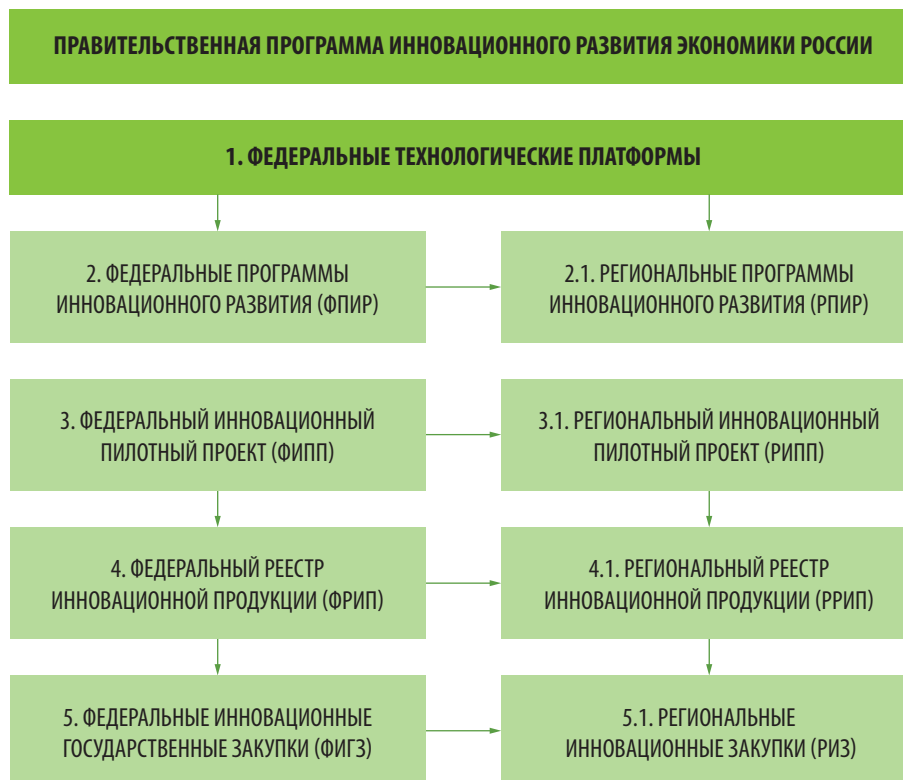 ПРАВИТЕЛЬСТВЕННАЯ ПРОГРАММА ИННОВАЦИОННОГО РАЗВИТИЯ ЭКОНОМИКИ РОССИИ
1. ФЕДЕРАЛЬНЫЕ ТЕХНОЛОГИЧЕСКИЕ ПЛАТФОРМЫ
2. ФЕДЕРАЛЬНЫЕ ПРОГРАММЫ
ИННОВАЦИОННОГО РАЗВИТИЯ (ФПИР)
2.1. РЕГИОНАЛЬНЫЕ ПРОГРАММЫ
ИННОВАЦИОННОГО РАЗВИТИЯ (РПИР)
3. ФЕДЕРАЛЬНЫЙ ИННОВАЦИОННЫЙ
ПИЛОТНЫЙ ПРОЕКТ (ФИПП)
3.1. РЕГИОНАЛЬНЫЙ ИННОВАЦИОННЫЙ
ПИЛОТНЫЙ ПРОЕКТ (РИПП)
4. ФЕДЕРАЛЬНЫЙ РЕЕСТР
ИННОВАЦИОННОЙ ПРОДУКЦИИ (ФРИП)
4.1. РЕГИОНАЛЬНЫЙ РЕЕСТР
ИННОВАЦИОННОЙ ПРОДУКЦИИ (РРИП)
5. ФЕДЕРАЛЬНЫЕ ИННОВАЦИОННЫЕ
ГОСУДАРСТВЕННЫЕ ЗАКУПКИ (ФИГЗ)
5.1. РЕГИОНАЛЬНЫЕ
ИННОВАЦИОННЫЕ ЗАКУПКИ (РИЗ)